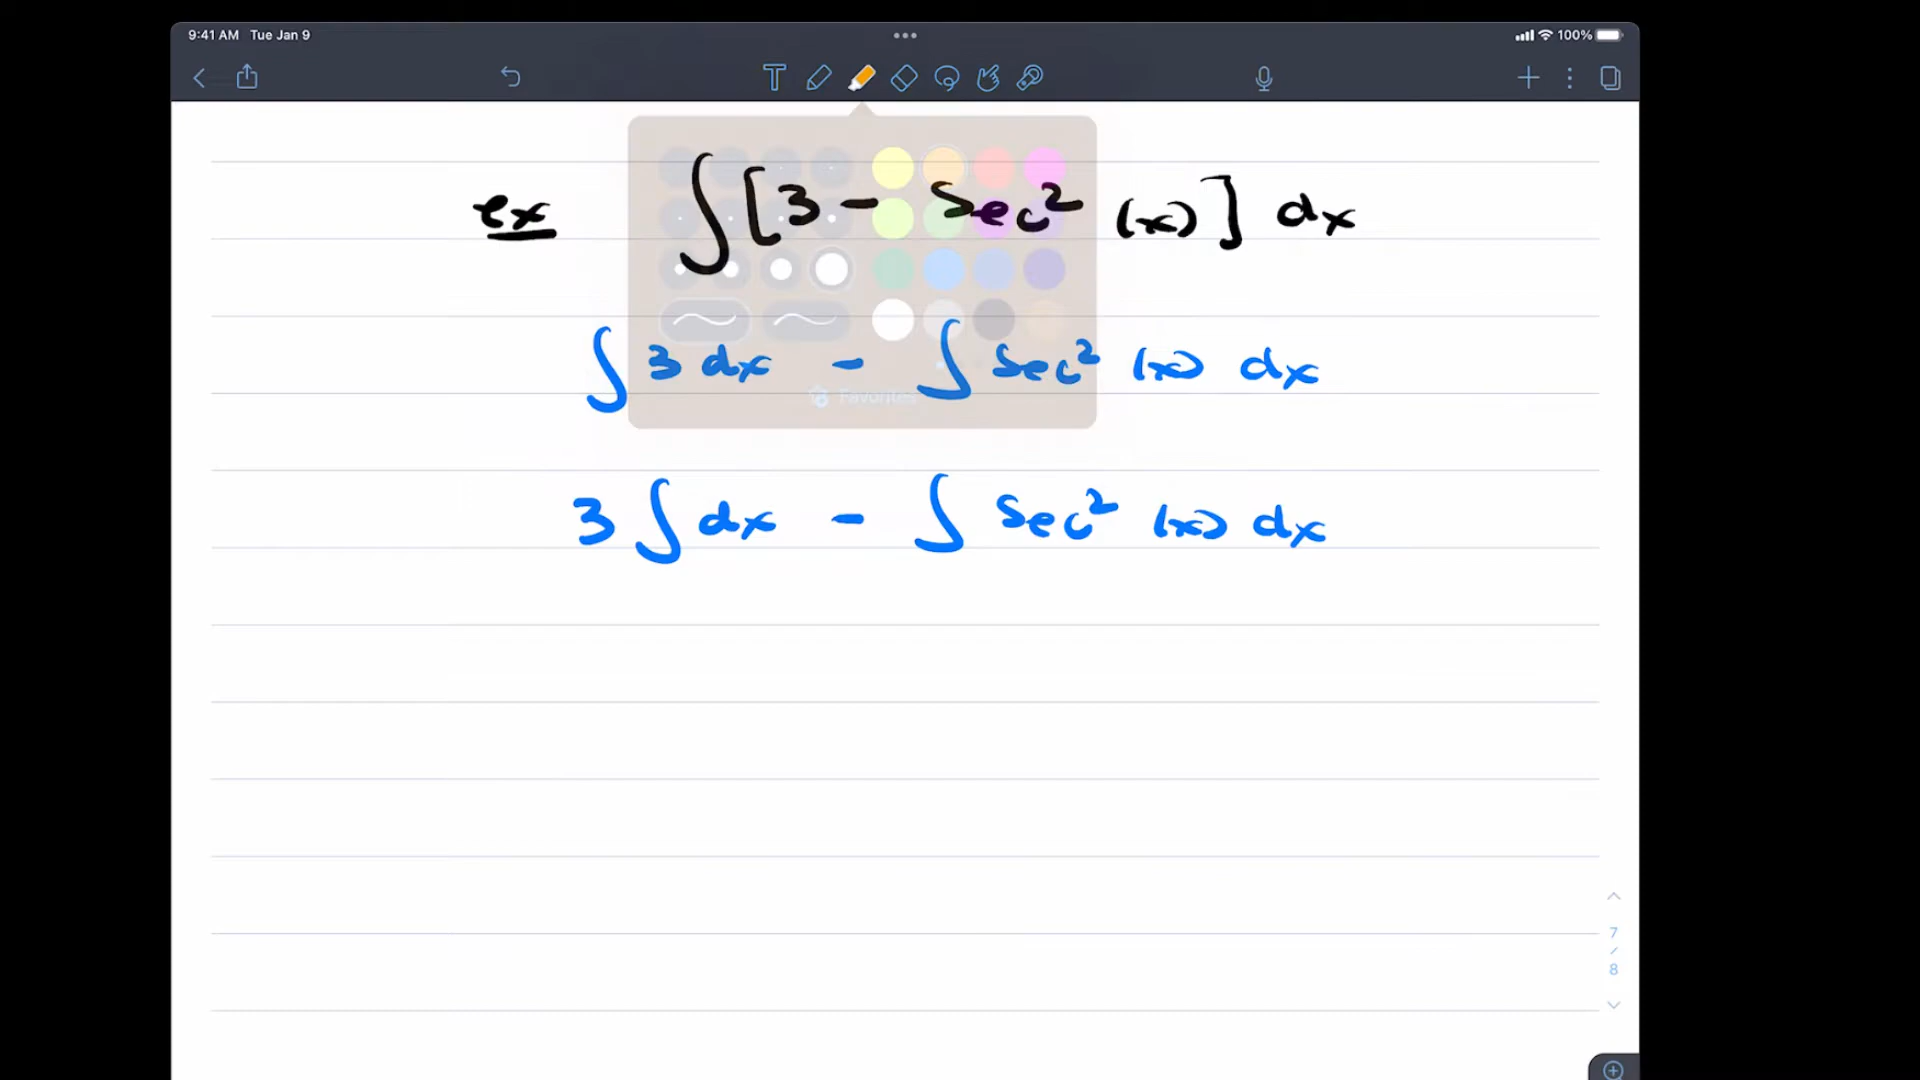 9:41 AM Tue Jan 9 100%
T
ex ∫[3 - Sec² (x)] dx
∫ 3 dx - ∫ Sec² (x) dx
Favorites
3 ∫ dx - ∫ Sec² (x) dx
7
/
8